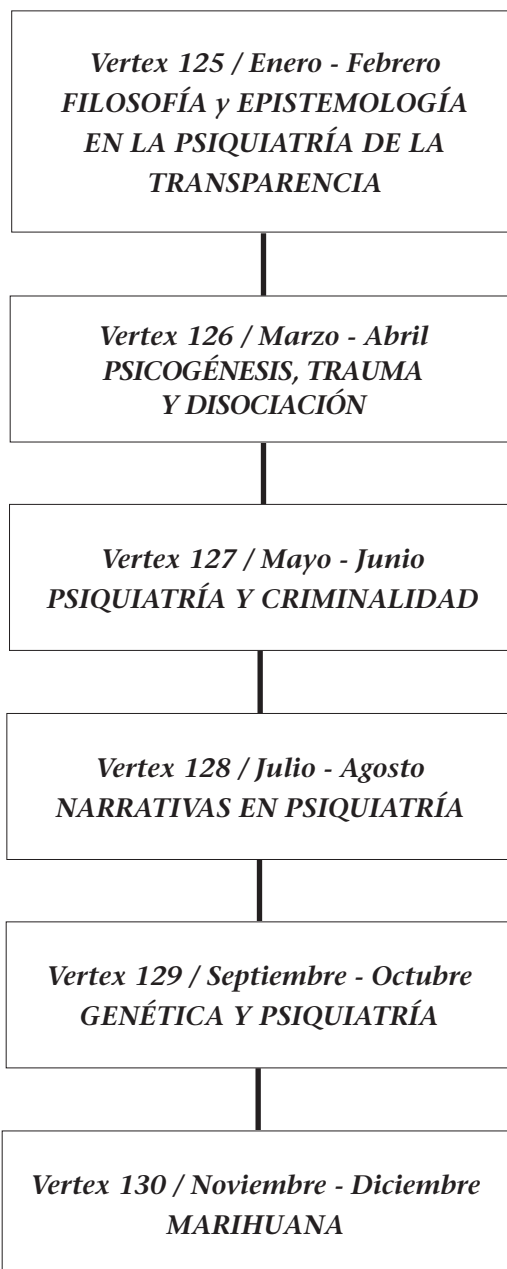 Vertex 125 / Enero - Febrero
FILOSOFÍA y EPISTEMOLOGÍA
EN LA PSIQUIATRÍA DE LA
TRANSPARENCIA
Vertex 126 / Marzo - Abril
PSICOGÉNESIS, TRAUMA
Y DISOCIACIÓN
Vertex 127 / Mayo - Junio
PSIQUIATRÍA Y CRIMINALIDAD
Vertex 128 / Julio - Agosto
NARRATIVAS EN PSIQUIATRÍA
Vertex 129 / Septiembre - Octubre
GENÉTICA Y PSIQUIATRÍA
Vertex 130 / Noviembre - Diciembre
MARIHUANA